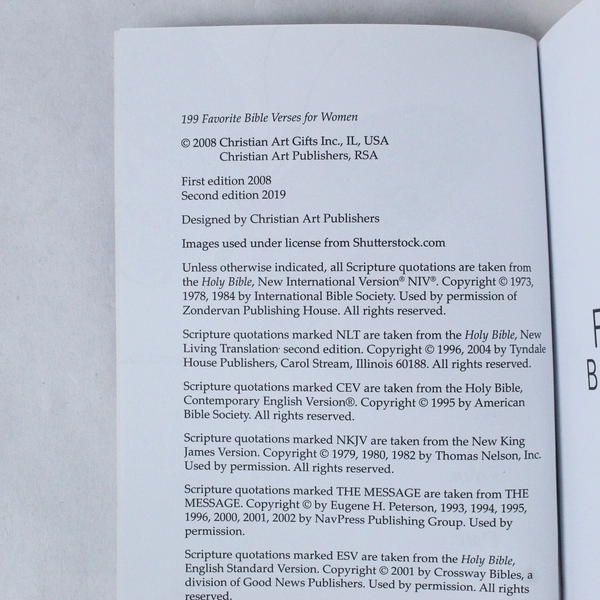 199 Favorite Bible Verses for Women
© 2008 Christian Art Gifts Inc., IL, USA
Christian Art Publishers, RSA
First edition 2008
Second edition 2019
Designed by Christian Art Publishers
Images used under license from Shutterstock.com
Unless otherwise indicated, all Scripture quotations are taken from
the Holy Bible, New International Version® NIV®. Copyright © 1973,
1978, 1984 by International Bible Society. Used by permission of
Zondervan Publishing House. All rights reserved.
Scripture quotations marked NLT are taken from the Holy Bible, New
Living Translation, second edition. Copyright © 1996, 2004 by Tyndale
House Publishers, Carol Stream, Illinois 60188. All rights reserved.
Scripture quotations marked CEV are taken from the Holy Bible,
Contemporary English Version®. Copyright © 1995 by American
Bible Society. All rights reserved.
Scripture quotations marked NKJV are taken from the New King
James Version. Copyright © 1979, 1980, 1982 by Thomas Nelson, Inc.
Used by permission. All rights reserved.
Scripture quotations marked THE MESSAGE are taken from THE
MESSAGE. Copyright © by Eugene H. Peterson, 1993, 1994, 1995,
1996, 2000, 2001, 2002 by NavPress Publishing Group. Used by
permission.
Scripture quotations marked ESV are taken from the Holy Bible,
English Standard Version. Copyright © 2001 by Crossway Bibles, a
division of Good News Publishers. Used by permission. All rights
reserved.